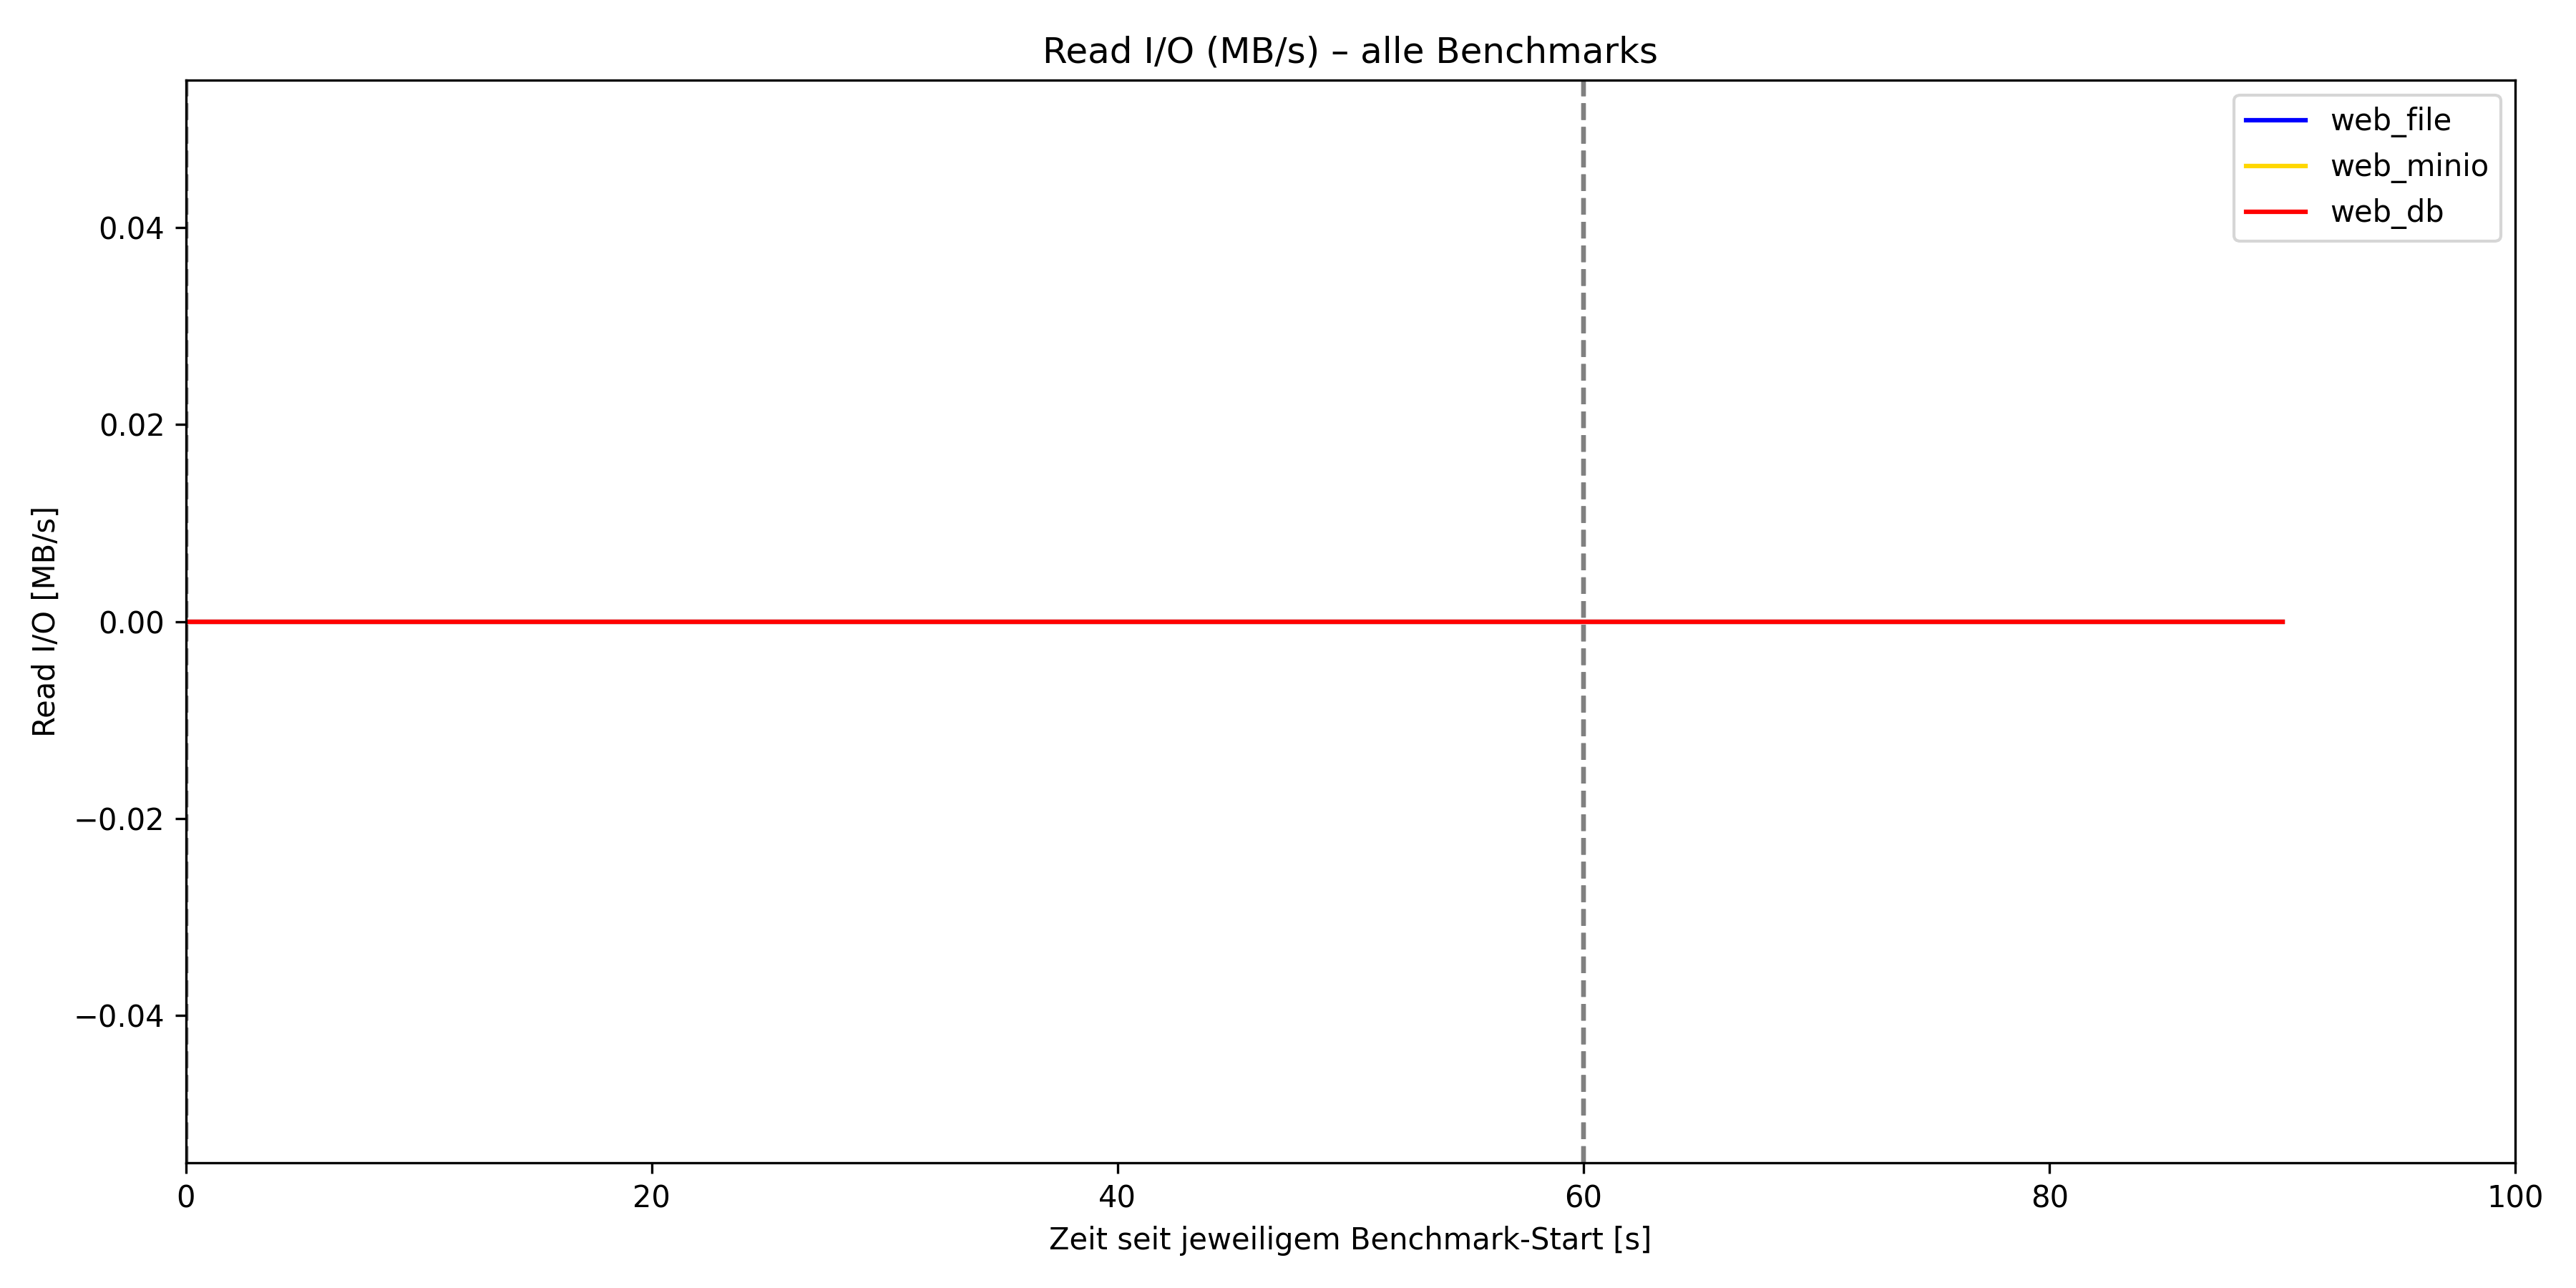 Read I/O (MB/s) – alle Benchmarks
web_file
web_minio
web_db
Read I/O [MB/s]
0.04
0.02
0.00
−0.02
−0.04
0 20 40 60 80 100
Zeit seit jeweiligem Benchmark-Start [s]